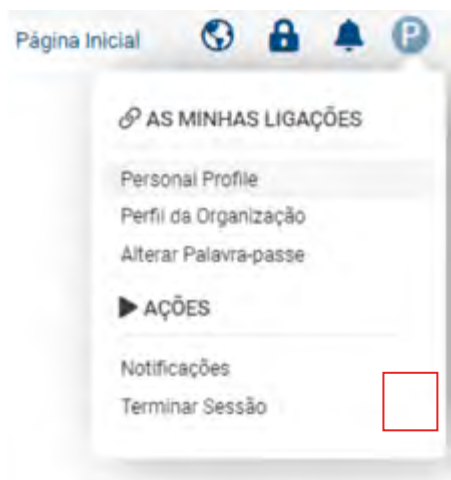 Página Inicial P
AS MINHAS LIGAÇÕES
Personal Profile
Perfil da Organização
Alterar Palavra-passe
AÇÕES
Notificações
Terminar Sessão